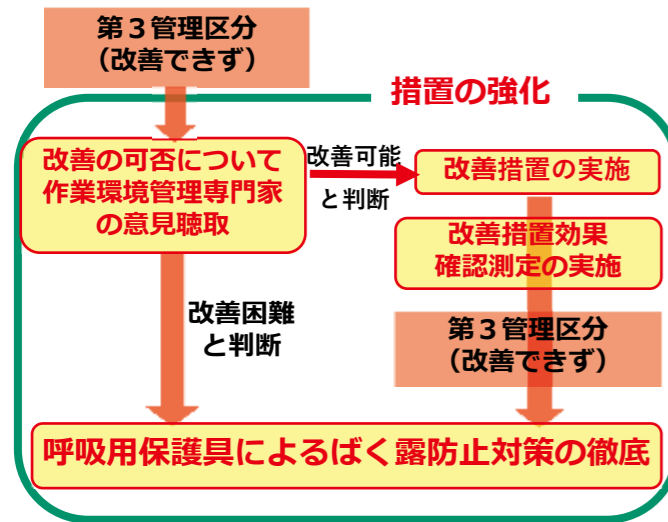 第３管理区分
（改善できず）
措置の強化
改善の可否について
作業環境管理専門家
の意見聴取
改善可能
と判断
改善措置の実施
改善措置効果
確認測定の実施
改善困難
と判断
第３管理区分
（改善できず）
呼吸用保護具によるばく露防止対策の徹底